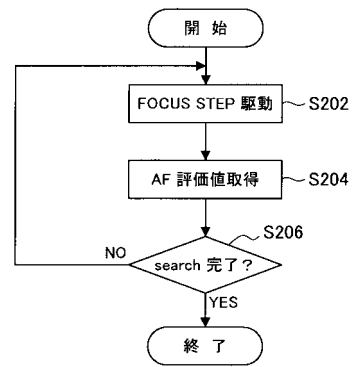 開 始
FOCUS STEP 駆動
S202
AF 評価値取得
S204
S206
NO
search 完了？
YES
終 了